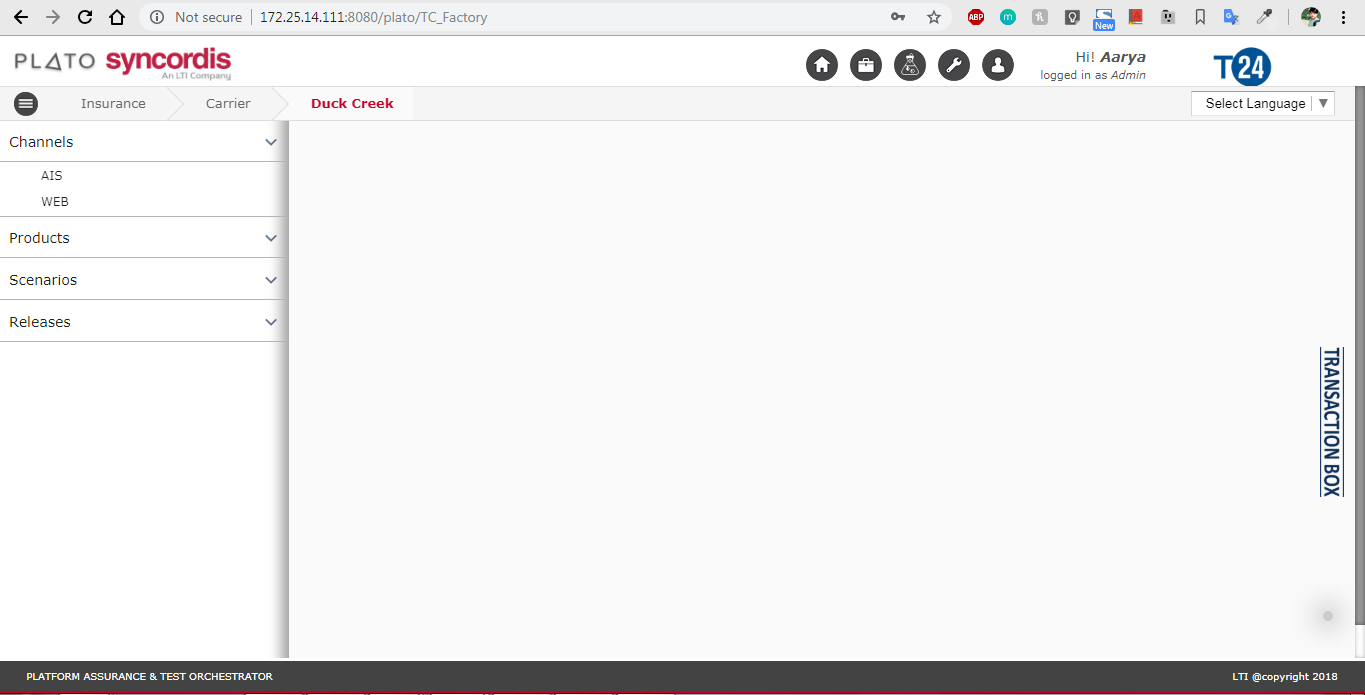 Not secure
172.25.14.111:8080/plato/TC_Factory
ABP
m
New
PLATO syncordis
An LTI Company
Hi! Aarya
logged in as Admin
T24
Insurance
Carrier
Duck Creek
Select Language ▼
Channels
AIS
WEB
Products
Scenarios
Releases
TRANSACTION BOX
PLATFORM ASSURANCE & TEST ORCHESTRATOR
LTI @copyright 2018